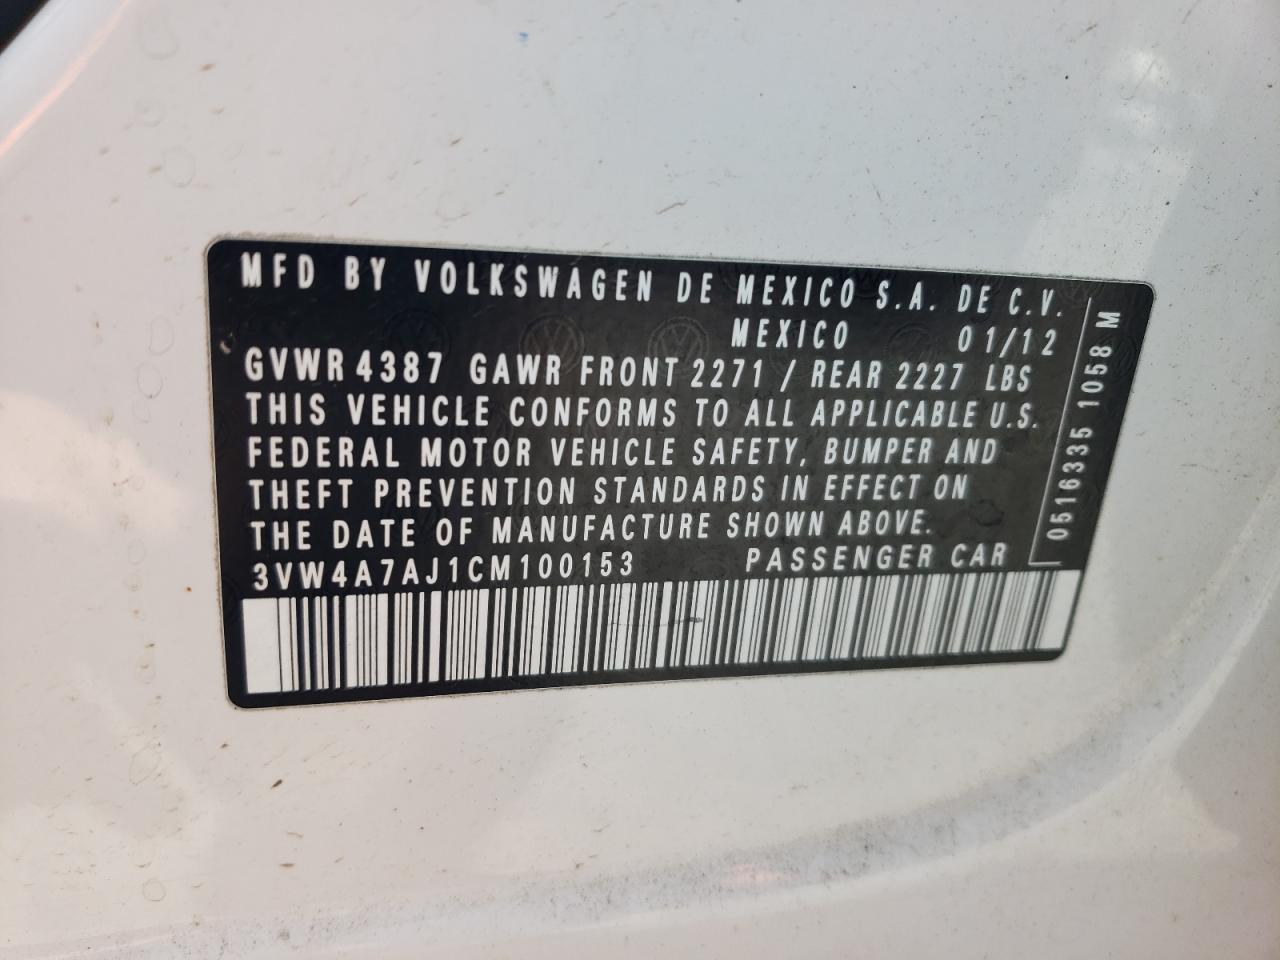 MFD BY VOLKSWAGEN DE MEXICO S.A. DE C.V.
MEXICO 01/12
GVWR 4387 GAWR FRONT 2271 / REAR 2227 LBS
THIS VEHICLE CONFORMS TO ALL APPLICABLE U.S.
FEDERAL MOTOR VEHICLE SAFETY, BUMPER AND
THEFT PREVENTION STANDARDS IN EFFECT ON
THE DATE OF MANUFACTURE SHOWN ABOVE.
3VW4A7AJ1CM100153 PASSENGER CAR
0516335 1058 M